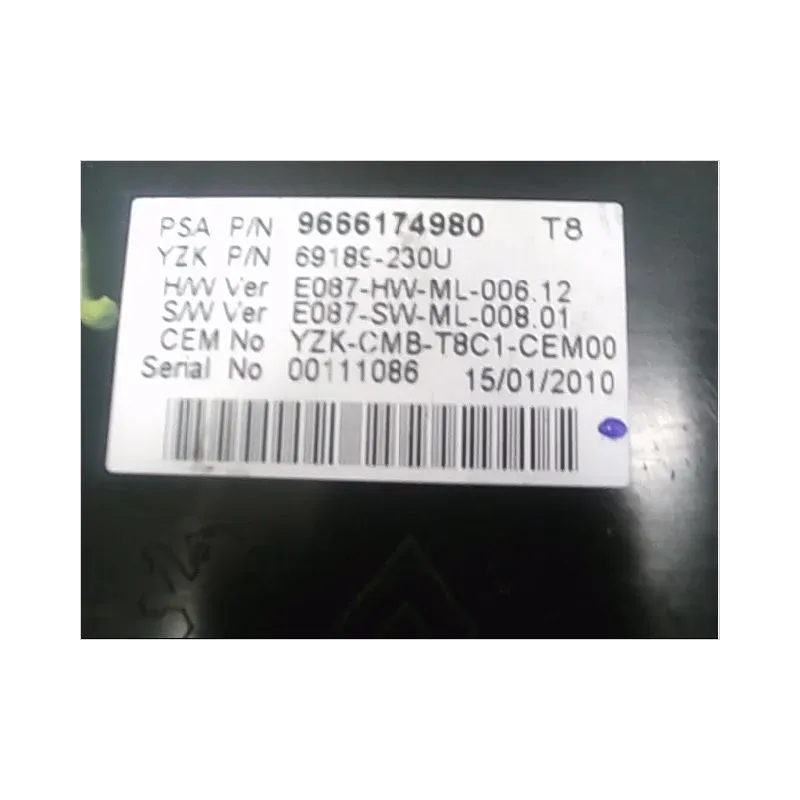 PSA P/N 9666174980 T8
YZK P/N 69189-230U
H/W Ver E087-HW-ML-006.12
S/W Ver E087-SW-ML-008.01
CEM No YZK-CMB-T8C1-CEM00
Serial No 00111086 15/01/2010